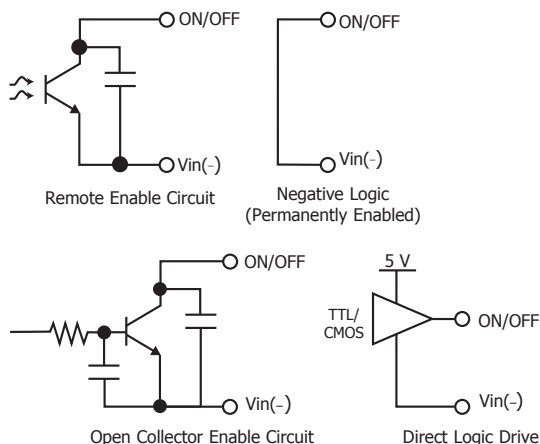 ON/OFF
Vin(–)
Remote Enable Circuit
ON/OFF
Vin(–)
Negative Logic
(Permanently Enabled)
ON/OFF
Vin(–)
Open Collector Enable Circuit
5 V
TTL/
CMOS
ON/OFF
Vin(–)
Direct Logic Drive